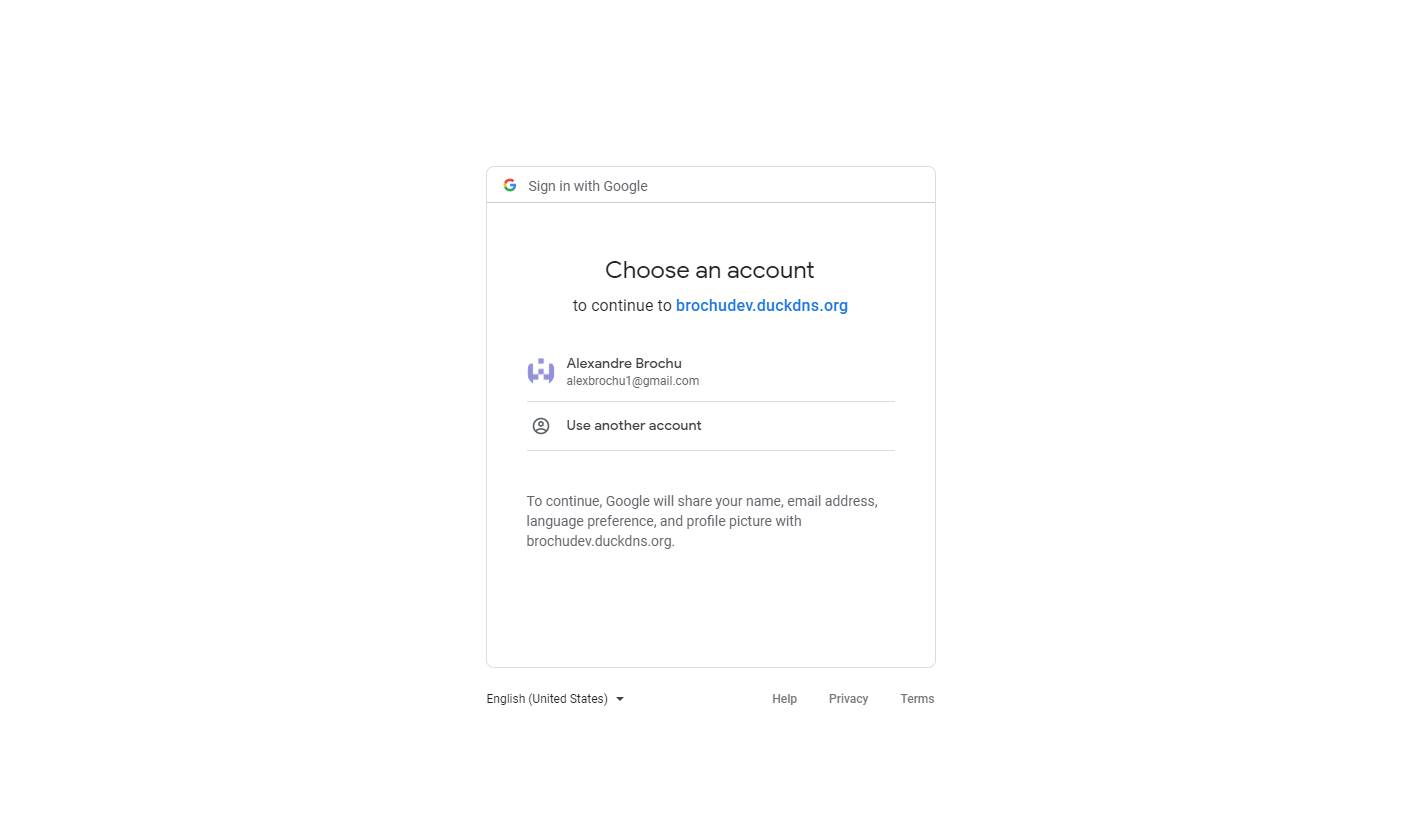 Sign in with Google
Choose an account
to continue to brochudev.duckdns.org
Alexandre Brochu
alexbrochu1@gmail.com
Use another account
To continue, Google will share your name, email address,
language preference, and profile picture with
brochudev.duckdns.org.
English (United States)
Help
Privacy
Terms